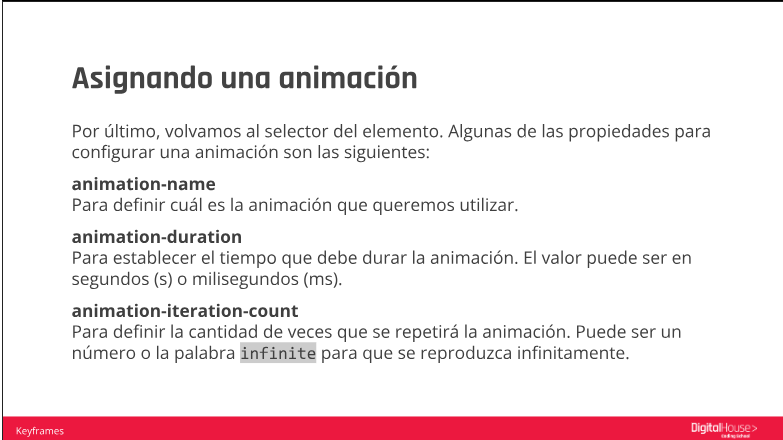 Asignando una animación
Por último, volvamos al selector del elemento. Algunas de las propiedades para
configurar una animación son las siguientes:
animation-name
Para definir cuál es la animación que queremos utilizar.
animation-duration
Para establecer el tiempo que debe durar la animación. El valor puede ser en
segundos (s) o milisegundos (ms).
animation-iteration-count
Para definir la cantidad de veces que se repetirá la animación. Puede ser un
número o la palabra infinite para que se reproduzca infinitamente.
Keyframes
DigitalHouse>
Coding School